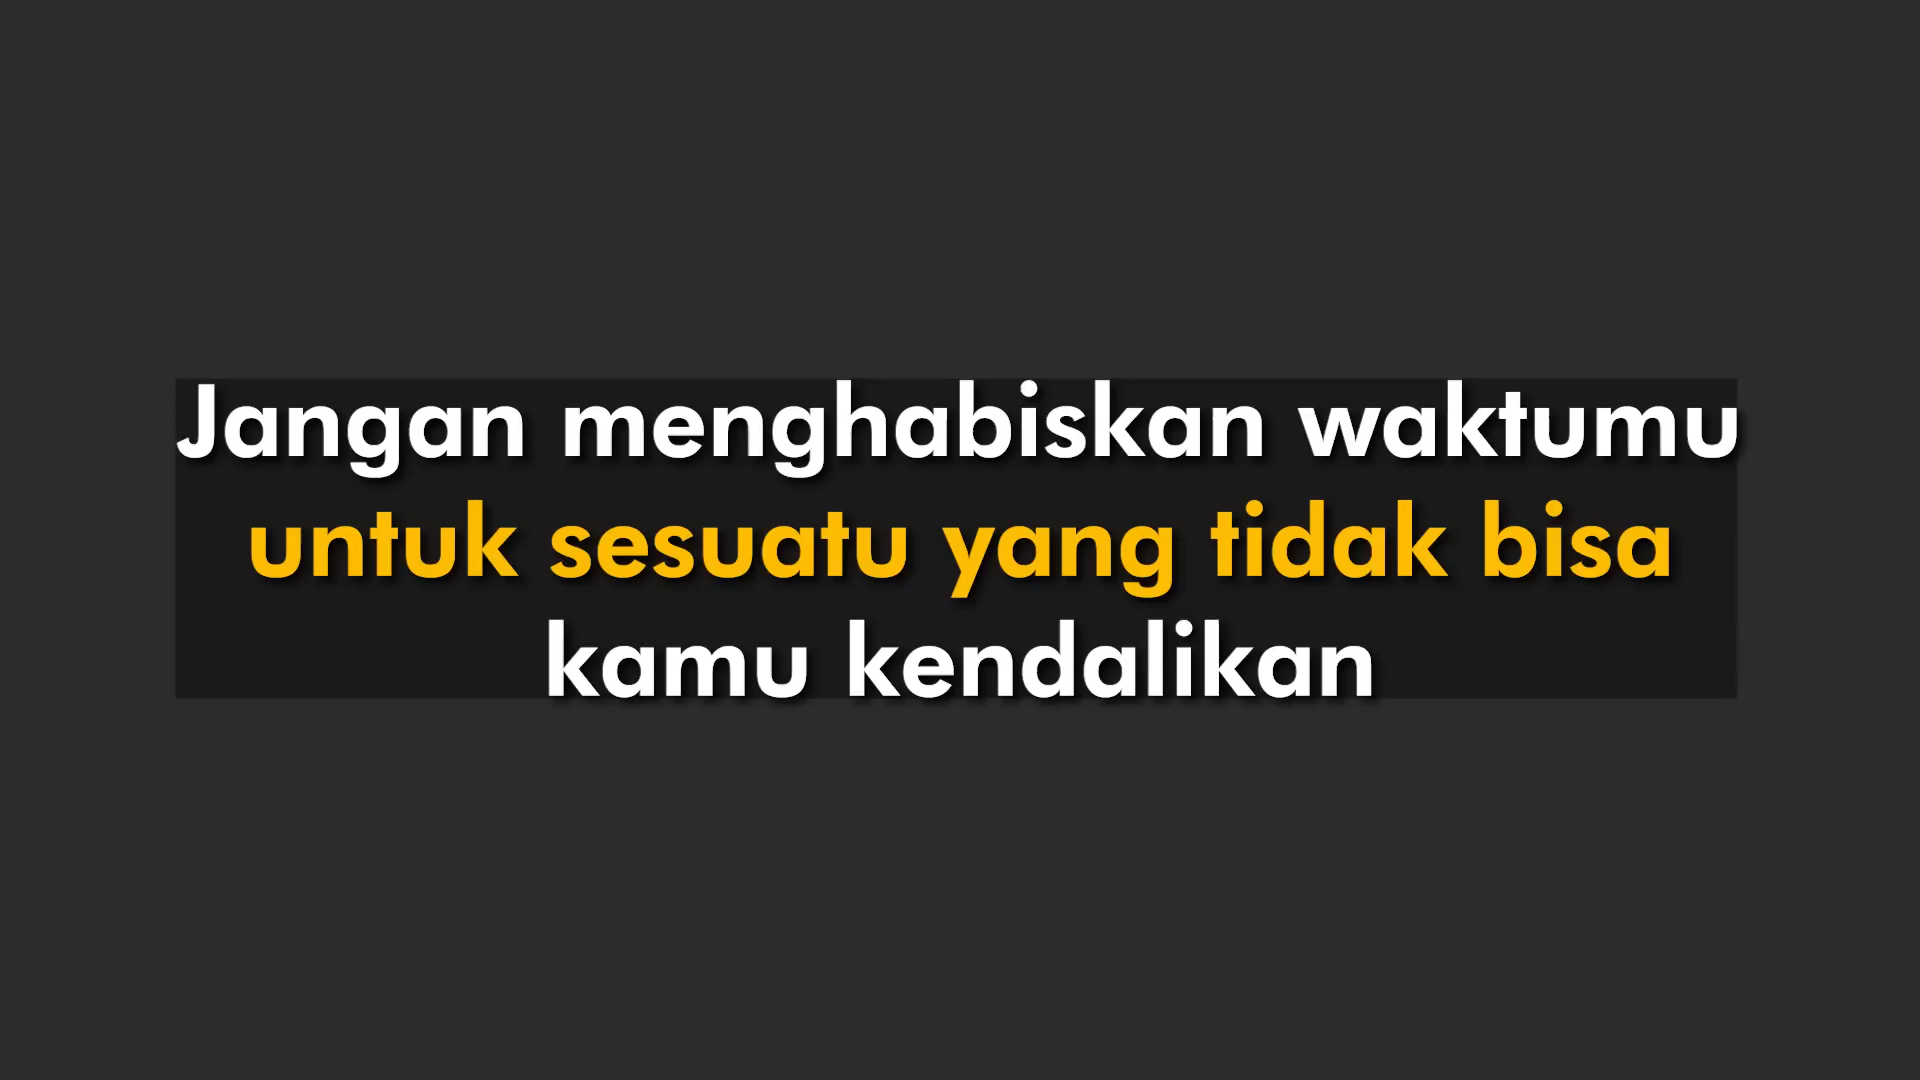 Jangan menghabiskan waktumu
untuk sesuatu yang tidak bisa
kamu kendalikan